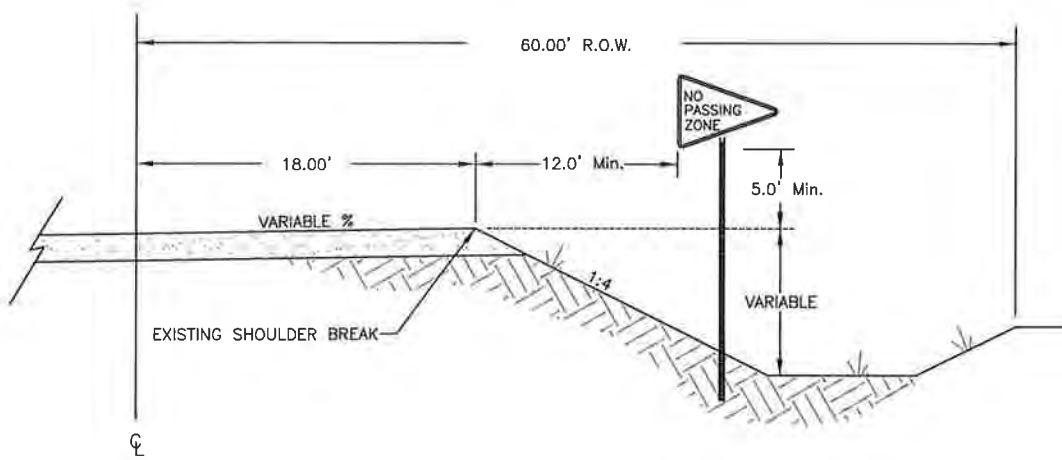 60.00' R.O.W.
NO
PASSING
ZONE
18.00'
12.0' Min.
5.0' Min.
VARIABLE %
1:4
VARIABLE
EXISTING SHOULDER BREAK
℄